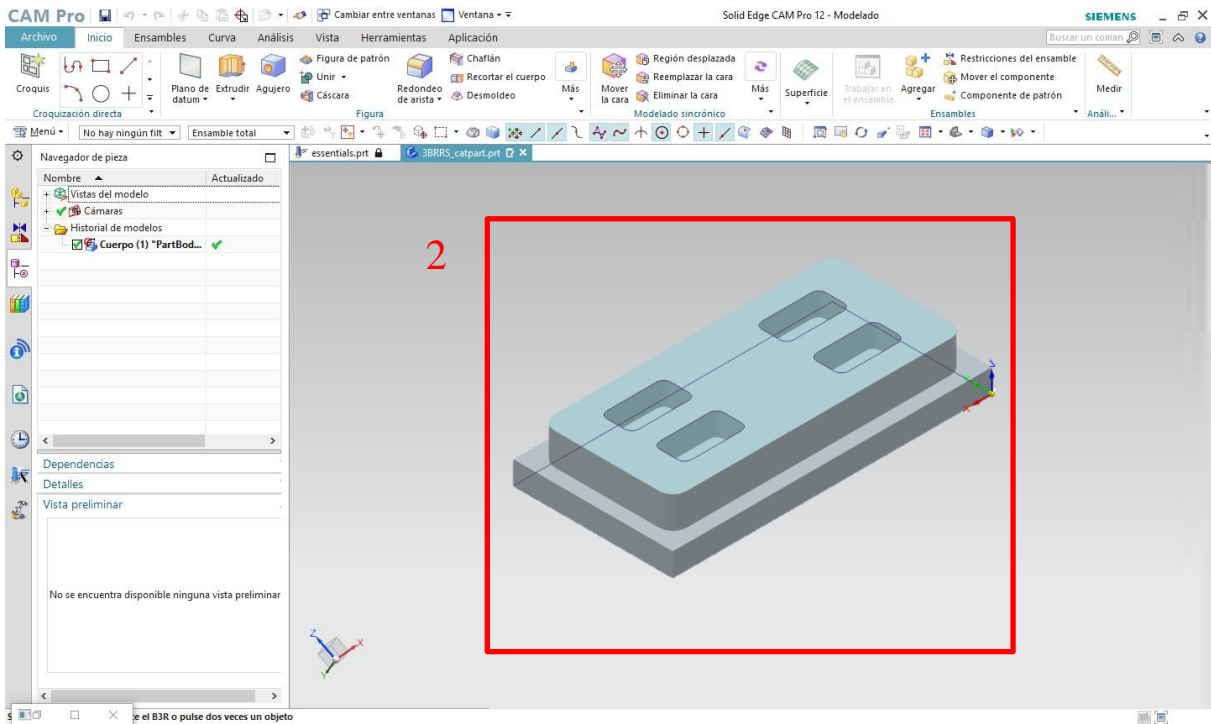 CAM Pro Cambiar entre ventanas Ventana Solid Edge CAM Pro 12 - Modelado SIEMENS
Archivo Inicio Ensambles Curva Análisis Vista Herramientas Aplicación Buscar un coman
Croquis
Croquización directa
Plano de datum
Extrudir
Agujero
Figura de patrón
Unir
Cáscara
Redondeo de arista
Chaflán
Recortar el cuerpo
Desmoldeo
Más
Figura
Mover la cara
Región desplazada
Reemplazar la cara
Eliminar la cara
Más
Modelado sincrónico
Superficie
Trabajar en el ensamble
Agregar
Restricciones del ensamble
Mover el componente
Componente de patrón
Ensambles
Medir
Análi...
Menú No hay ningún filt Ensamble total
Navegador de pieza essentials.prt 3BRRS_catpart.prt
Nombre Actualizado
Vistas del modelo
Cámaras
Historial de modelos
Cuerpo (1) "PartBod...
2
Dependencias
Detalles
Vista preliminar
No se encuentra disponible ninguna vista preliminar
Z X
Y
e el B3R o pulse dos veces un objeto